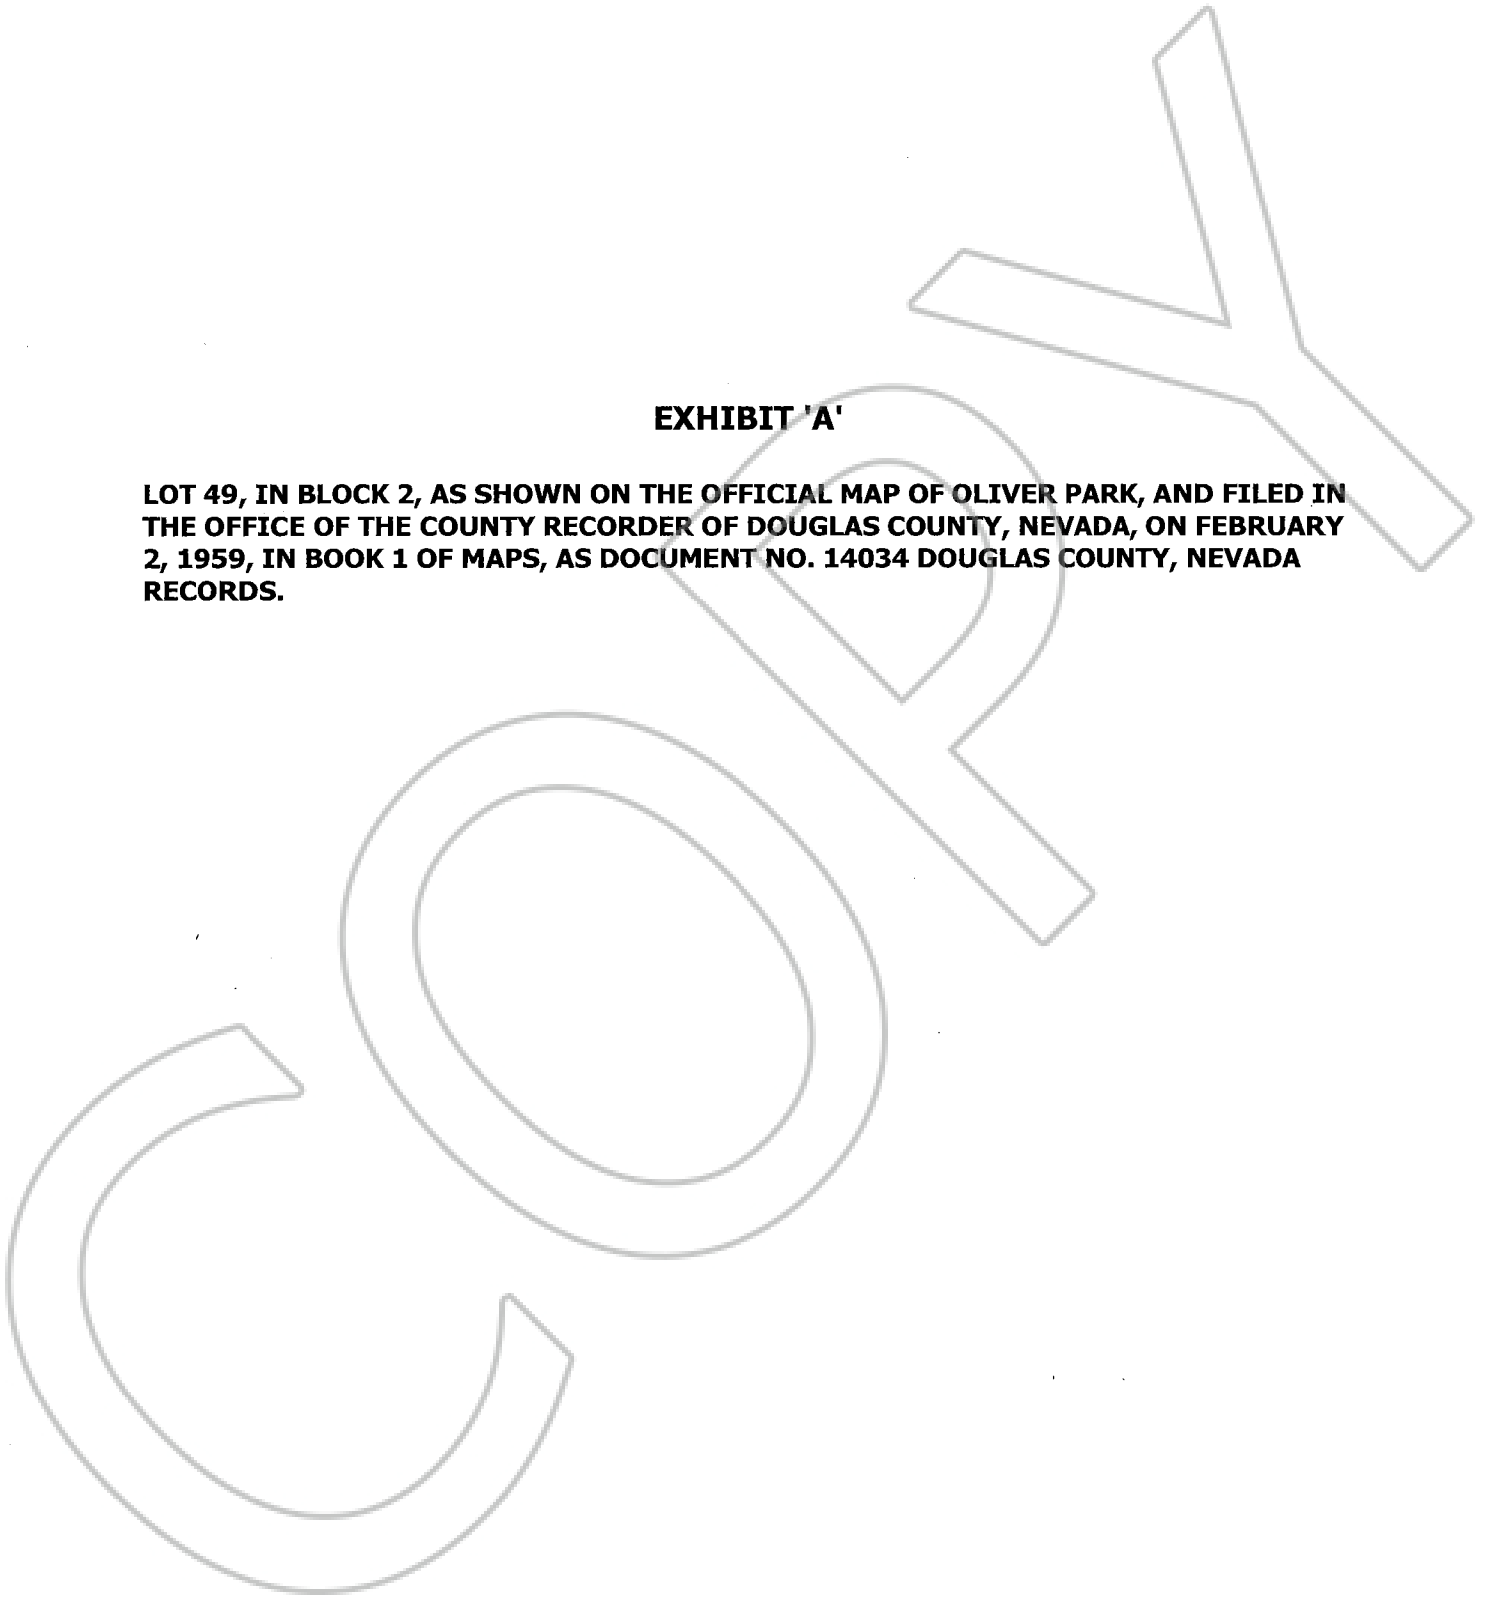 EXHIBIT 'A'
LOT 49, IN BLOCK 2, AS SHOWN ON THE OFFICIAL MAP OF OLIVER PARK, AND FILED IN
THE OFFICE OF THE COUNTY RECORDER OF DOUGLAS COUNTY, NEVADA, ON FEBRUARY
2, 1959, IN BOOK 1 OF MAPS, AS DOCUMENT NO. 14034 DOUGLAS COUNTY, NEVADA
RECORDS.
COPY